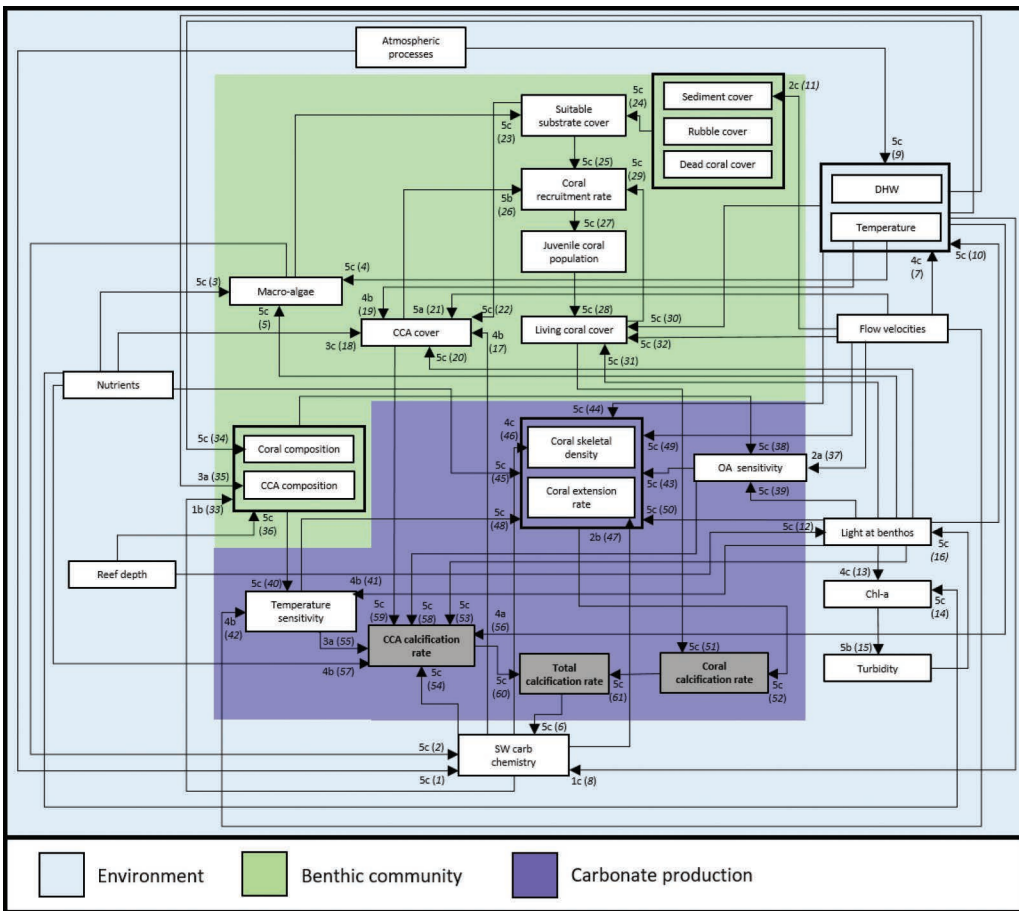 Atmospheric
processes
Suitable
substrate cover
5c
(23)
5c
(24)
Sediment cover
2c (11)
Rubble cover
Dead coral cover
5c
(9)
5c (25)
5c
(29)
Coral
recruitment rate
5b
(26)
DHW
Temperature
5c (27)
Juvenile coral
population
5c (10)
4c
(7)
5c (3)
5c (4)
Macro-algae
5c
(5)
4b
(19)
5a (21)
5c (22)
5c (28)
5c (30)
CCA cover
Living coral cover
Flow velocities
3c (18)
5c (20)
4b
(17)
5c (32)
5c (31)
Nutrients
5c (44)
4c
(46)
5c (34)
Coral composition
Coral skeletal
density
5c (49)
5c (38)
2a (37)
OA sensitivity
3a (35)
CCA composition
5c
(45)
Coral extension
rate
5c
(43)
5c (39)
1b (33)
5c
(36)
5c
(48)
5c (50)
2b (47)
5c (12)
Light at benthos
5c
(16)
Reef depth
5c (40)
4b (41)
4c (13)
Temperature
sensitivity
Chl-a
5c
(14)
4b
(42)
5c
(59)
5c
(58)
5c
(53)
4a
(56)
3a (55)
CCA calcification
rate
5b (15)
4b (57)
5c
(54)
5c
(60)
Total
calcification rate
5c
(61)
5c (51)
Coral
calcification rate
5c
(52)
Turbidity
5c (6)
5c (2)
SW carb
chemistry
5c (1)
1c (8)
Environment
Benthic community
Carbonate production